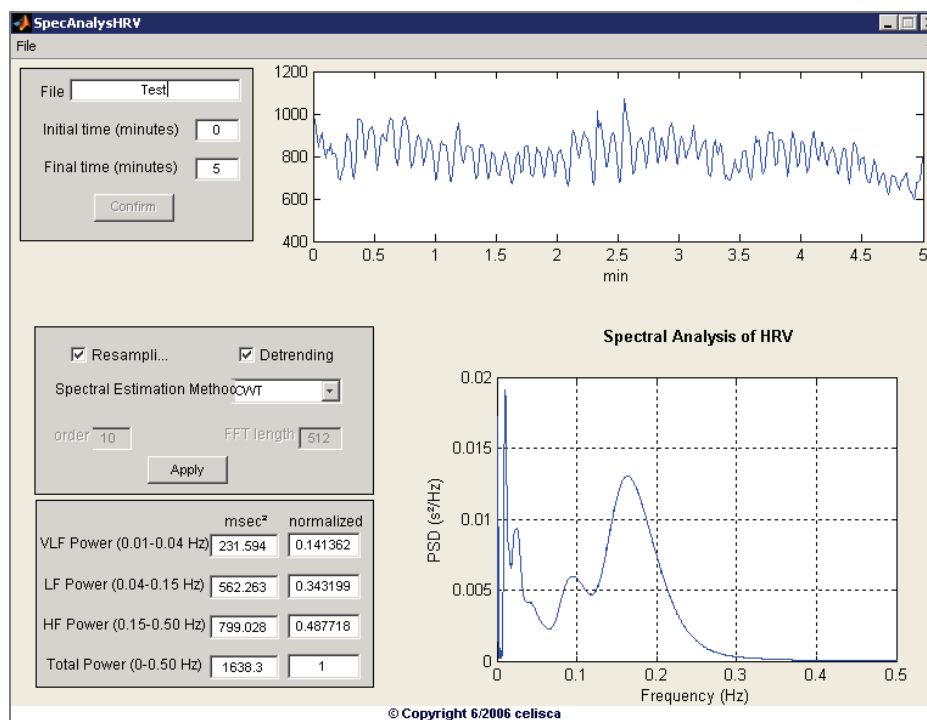 SpecAnalysHRV
File
File Test
Initial time (minutes) 0
Final time (minutes) 5
Confirm
1200
1000
800
600
400
0 0.5 1 1.5 2 2.5 3 3.5 4 4.5 5
min
Resampli... Detrending
Spectral Estimation Method CWT
order 10 FFT length 512
Apply
msec² normalized
VLF Power (0.01-0.04 Hz) 231.594 0.141362
LF Power (0.04-0.15 Hz) 562.263 0.343199
HF Power (0.15-0.50 Hz) 799.028 0.487718
Total Power (0-0.50 Hz) 1638.3 1
Spectral Analysis of HRV
0.02
0.015
0.01
0.005
0
PSD (s²/Hz)
0 0.1 0.2 0.3 0.4 0.5
Frequency (Hz)
© Copyright 6/2006 celisca